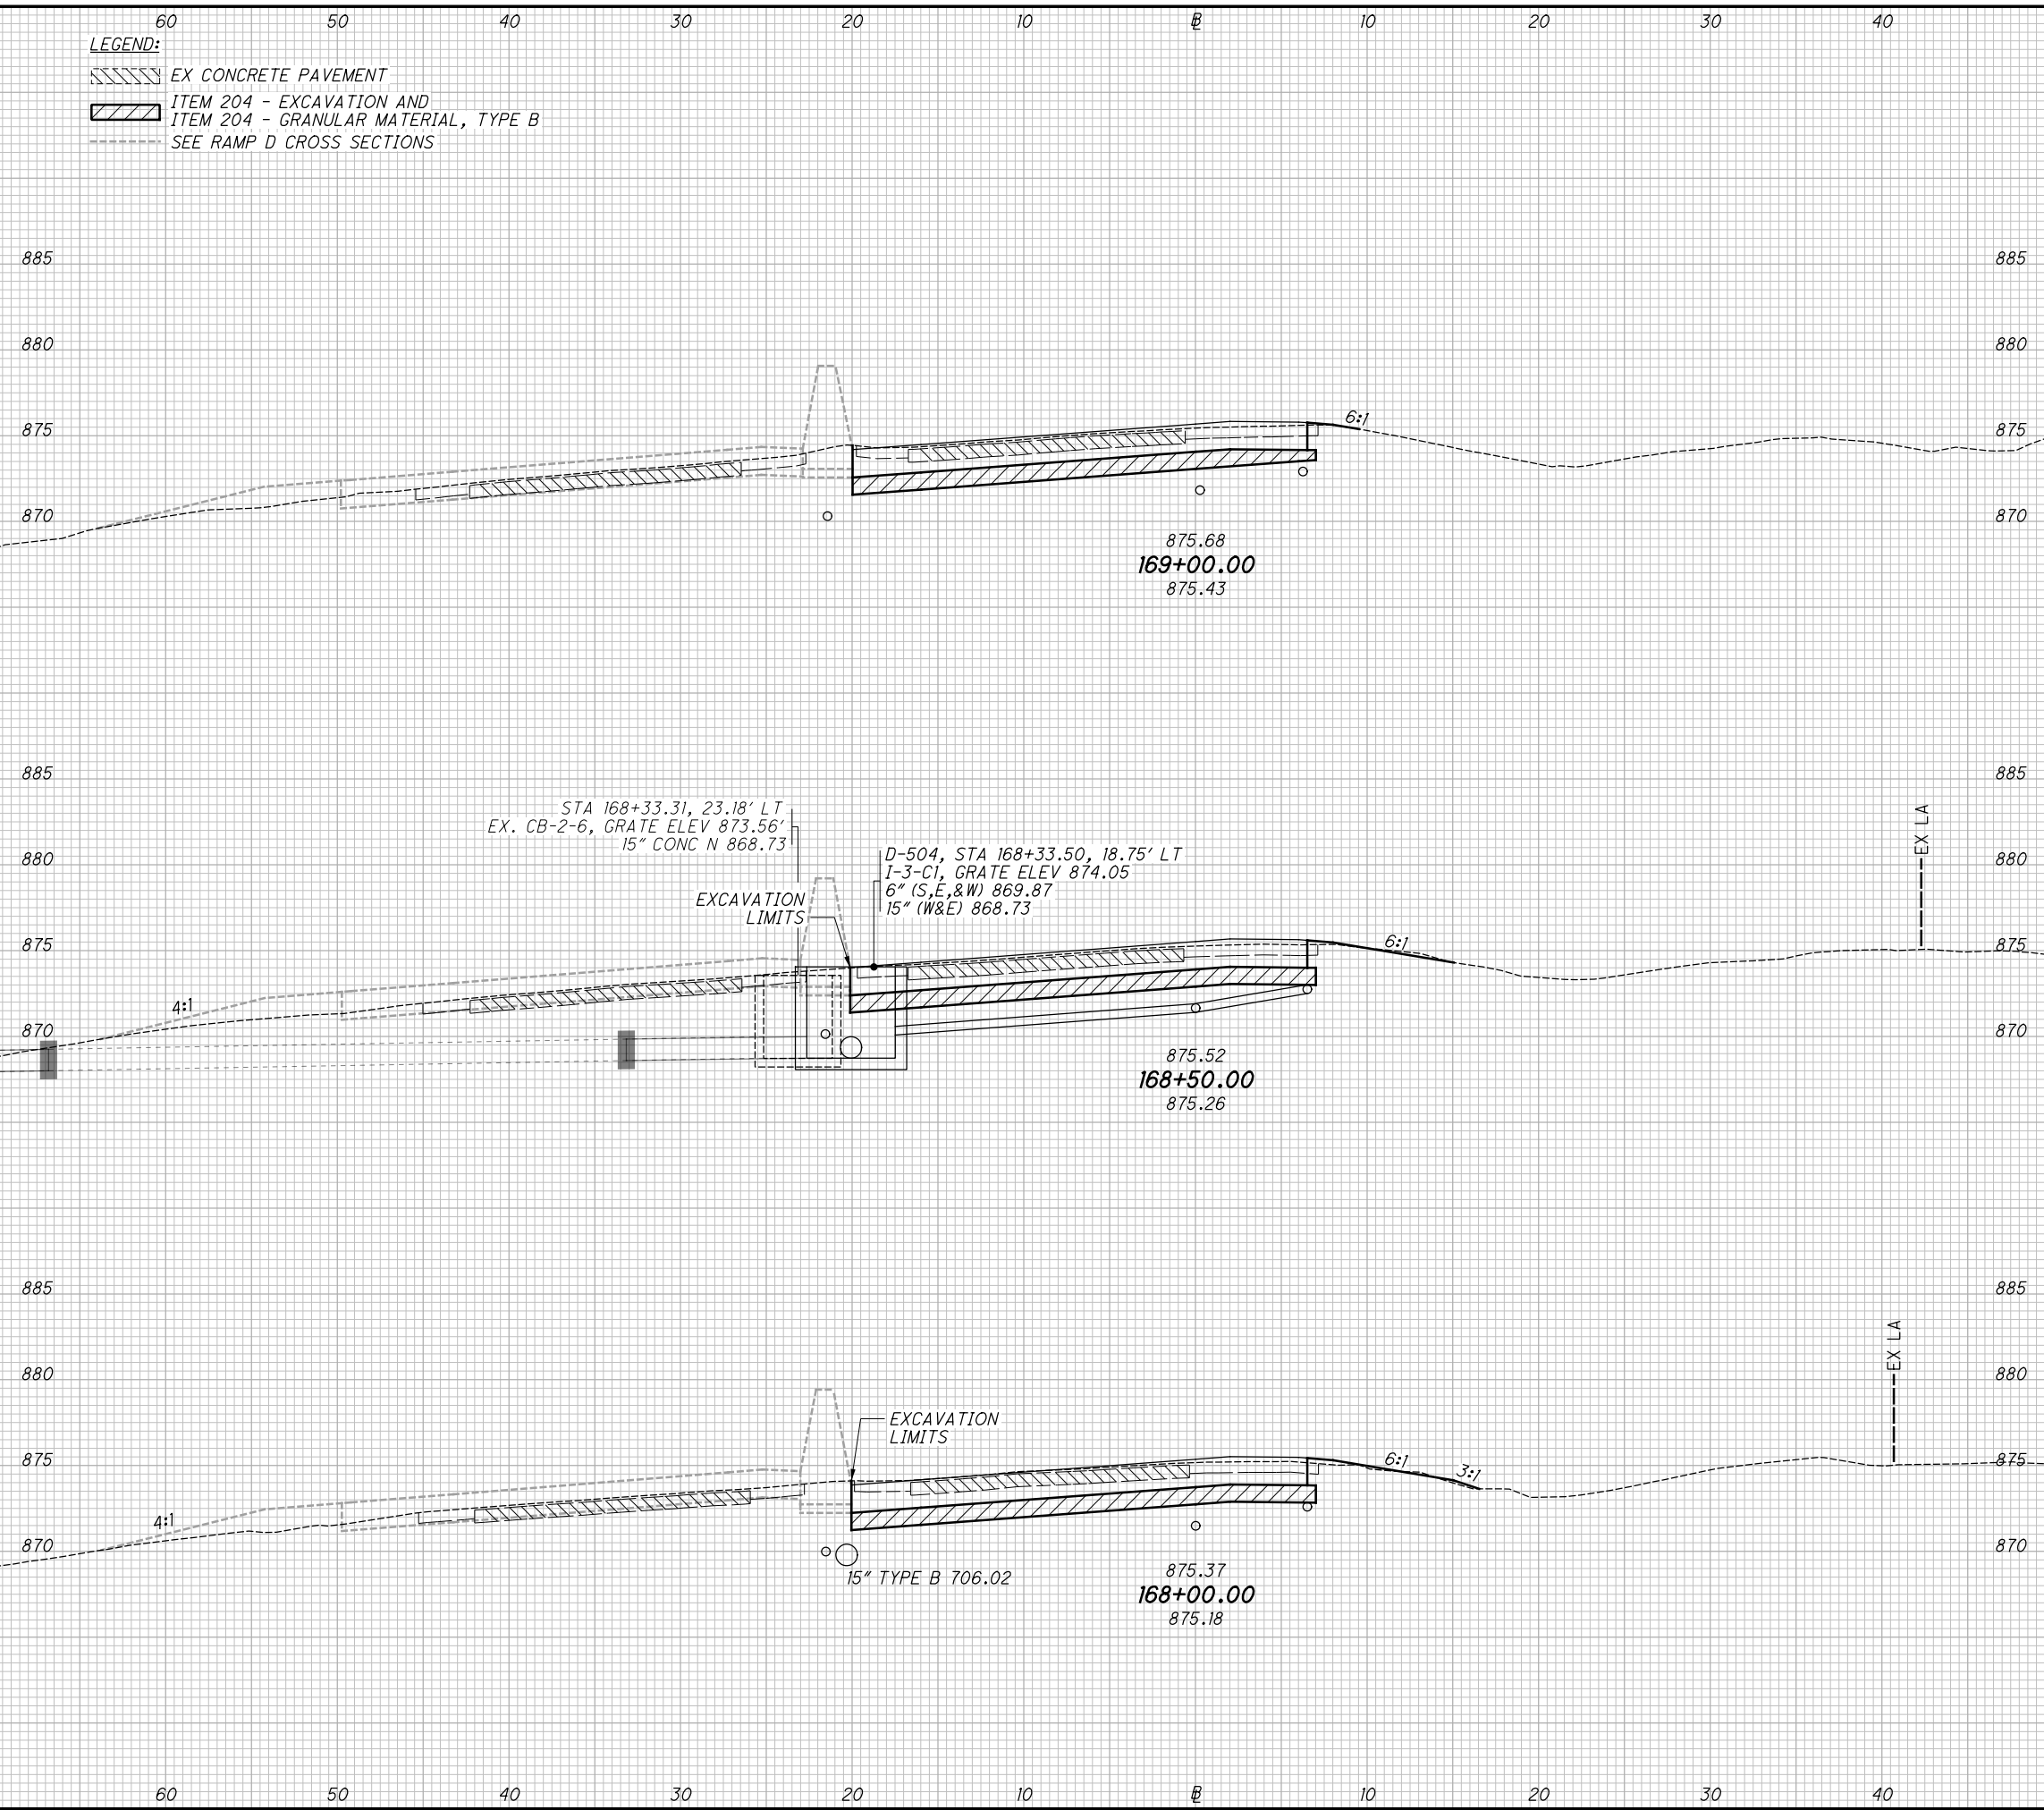 60 50 40 30 20 10 BL 10 20 30 40
LEGEND:
EX CONCRETE PAVEMENT
ITEM 204 - EXCAVATION AND
ITEM 204 - GRANULAR MATERIAL, TYPE B
SEE RAMP D CROSS SECTIONS
885 885
880 880
6:1
875 875
870 870
875.68
169+00.00
875.43
885 885
STA 168+33.31, 23.18' LT
EX. CB-2-6, GRATE ELEV 873.56'
15" CONC N 868.73
EX LA
880 880
D-504, STA 168+33.50, 18.75' LT
I-3-C1, GRATE ELEV 874.05
6" (S,E,&W) 869.87
15" (W&E) 868.73
EXCAVATION
LIMITS
875 6:1 875
4:1
870 870
875.52
168+50.00
875.26
885 885
EX LA
880 880
EXCAVATION
LIMITS
875 6:1 3:1 875
4:1
870 870
15" TYPE B 706.02
875.37
168+00.00
875.18
60 50 40 30 20 10 BL 10 20 30 40